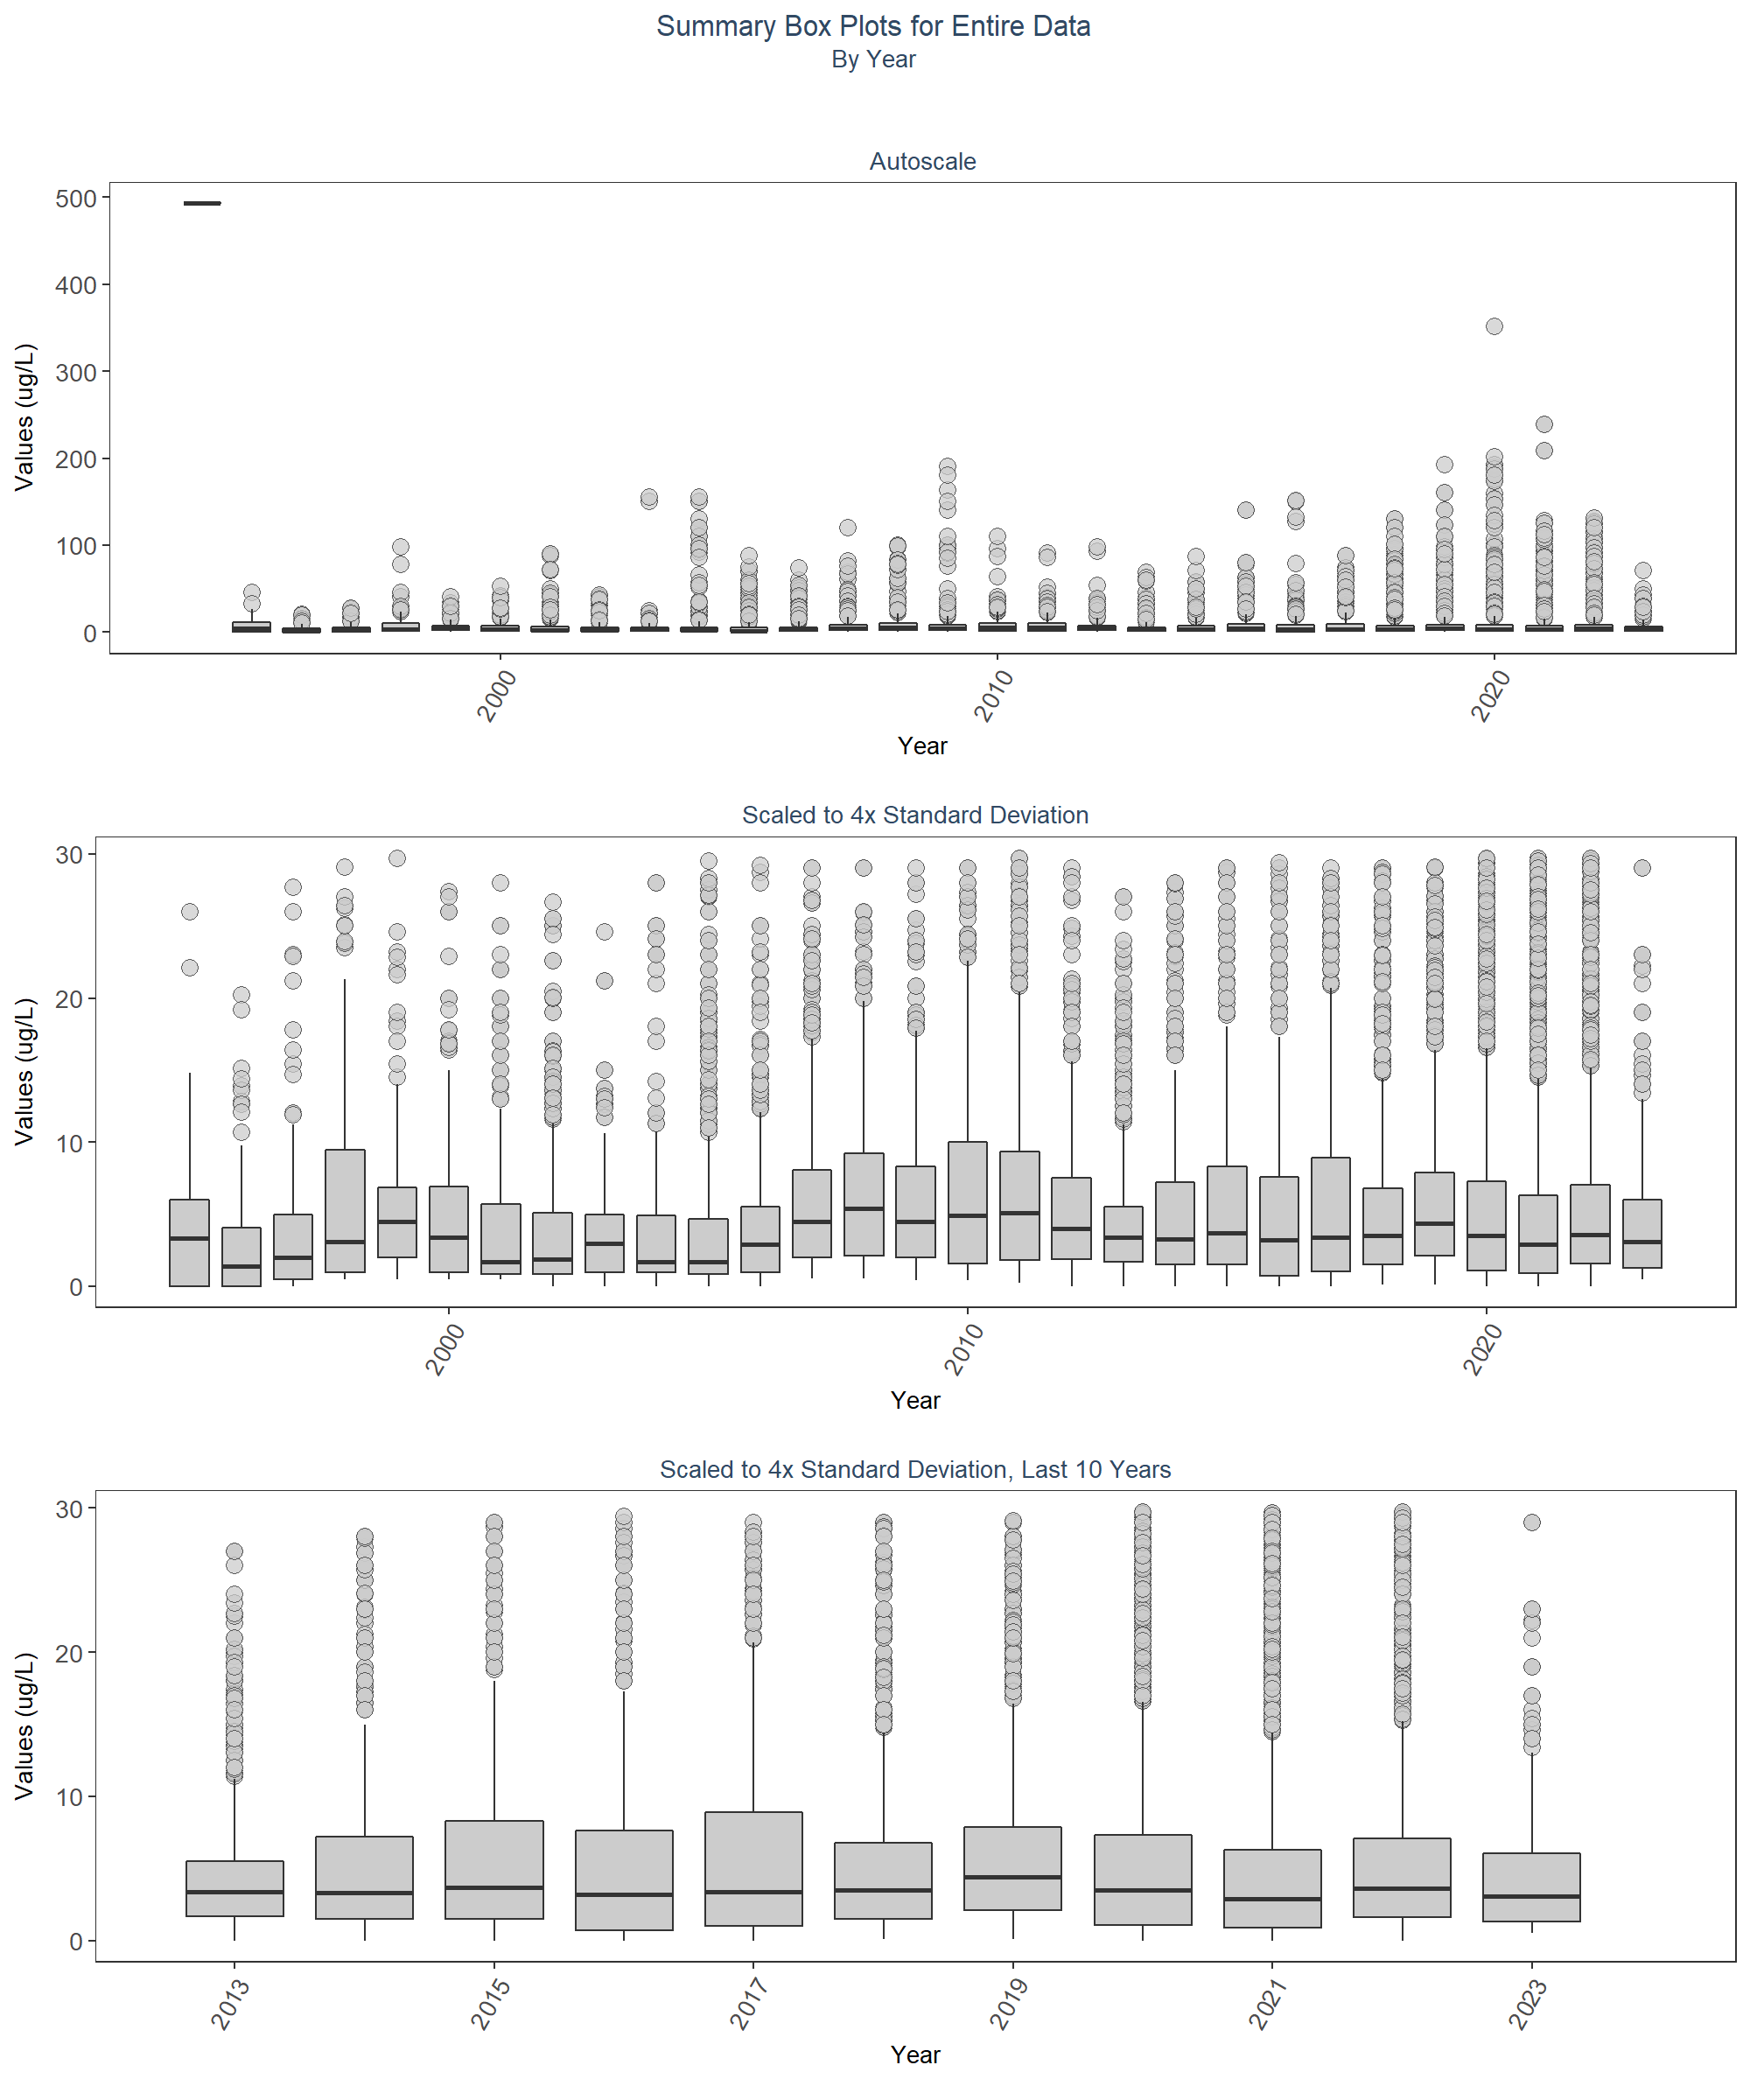 Summary Box Plots for Entire Data
By Year
Autoscale
Values (ug/L)
500
400
300
200
100
0
2000
2010
2020
Year
Scaled to 4x Standard Deviation
Values (ug/L)
30
20
10
0
2000
2010
2020
Year
Scaled to 4x Standard Deviation, Last 10 Years
Values (ug/L)
30
20
10
0
2013
2015
2017
2019
2021
2023
Year